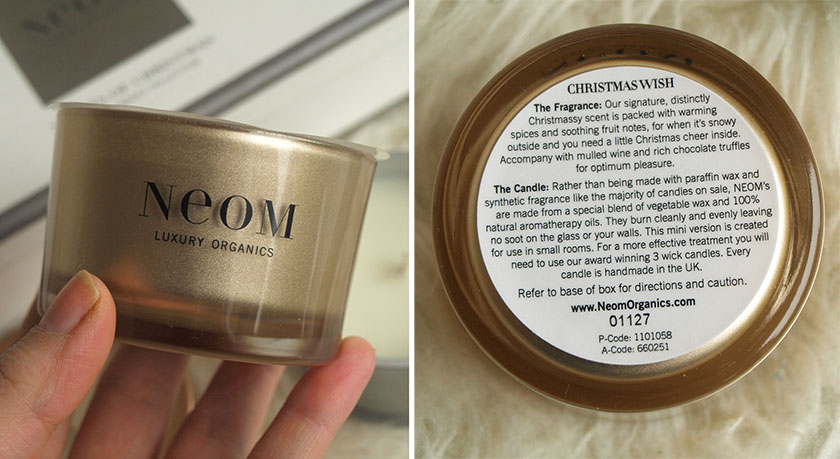 NEOM
NEOM
LUXURY ORGANICS
CHRISTMAS WISH
The Fragrance: Our signature, distinctly
Christmassy scent is packed with warming
spices and soothing fruit notes, for when it's snowy
outside and you need a little Christmas cheer inside.
Accompany with mulled wine and rich chocolate truffles
for optimum pleasure.
The Candle: Rather than being made with paraffin wax and
synthetic fragrance like the majority of candles on sale, NEOM's
are made from a special blend of vegetable wax and 100%
natural aromatherapy oils. They burn cleanly and evenly leaving
no soot on the glass or your walls. This mini version is created
for use in small rooms. For a more effective treatment you will
need to use our award winning 3 wick candles. Every
candle is handmade in the UK.
Refer to base of box for directions and caution.
www.NeomOrganics.com
01127
P-Code: 1101058
A-Code: 660251